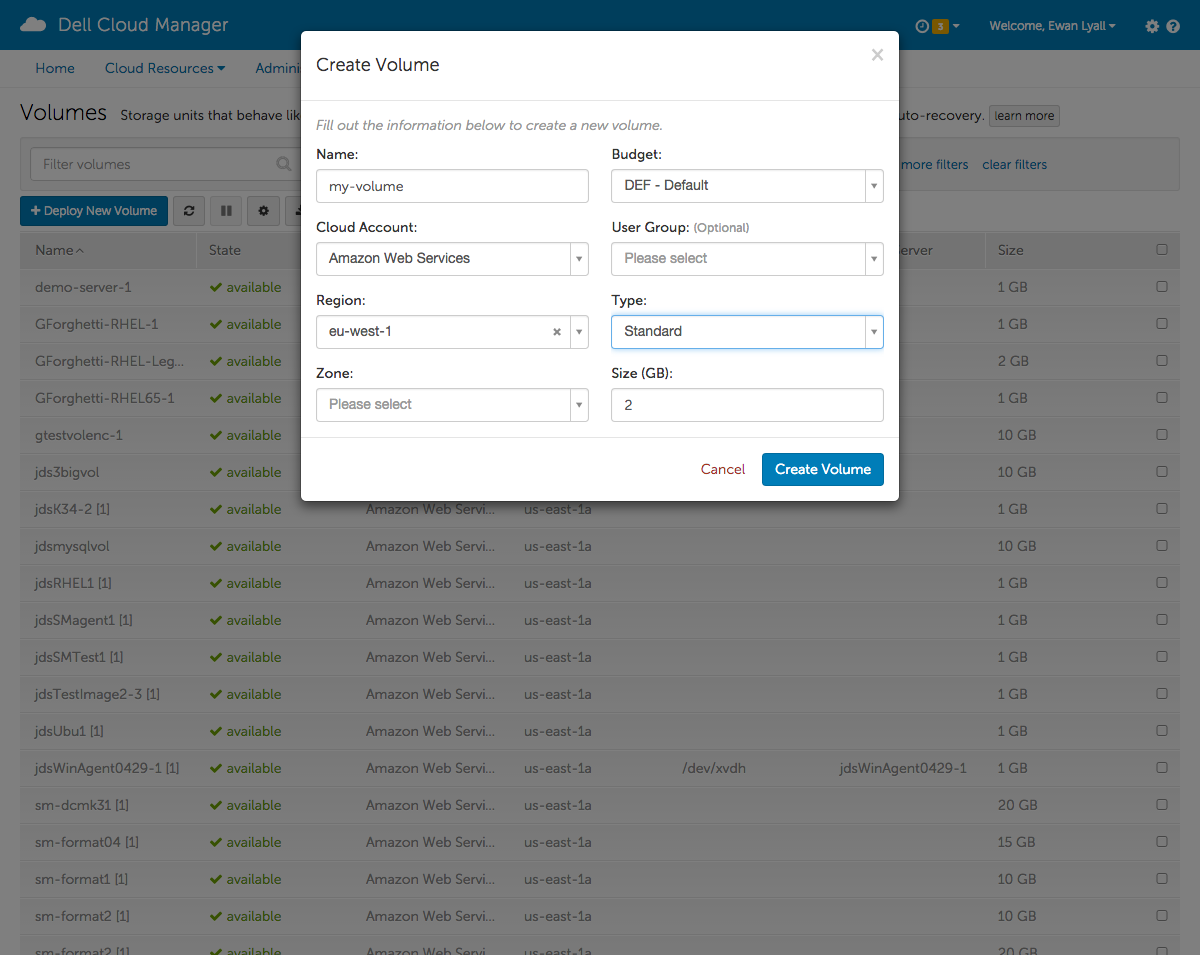 Dell Cloud Manager
3
Welcome, Ewan Lyall
Home Cloud Resources Admini
Volumes Storage units that behave lik uto-recovery. learn more
Filter volumes more filters clear filters
+ Deploy New Volume
Name State erver Size
Create Volume
×
Fill out the information below to create a new volume.
Name: Budget:
my-volume DEF - Default
Cloud Account: User Group: (Optional)
Amazon Web Services Please select
Region: Type:
eu-west-1 Standard
Zone: Size (GB):
Please select 2
Cancel Create Volume
demo-server-1 available 1 GB
GForghetti-RHEL-1 available 1 GB
GForghetti-RHEL-Leg... available 2 GB
GForghetti-RHEL65-1 available 1 GB
gtestvolenc-1 available 10 GB
jds3bigvol available 10 GB
jdsK34-2 [1] available Amazon Web Servi... us-east-1a 1 GB
jdsmysqlvol available Amazon Web Servi... us-east-1a 10 GB
jdsRHEL1 [1] available Amazon Web Servi... us-east-1a 1 GB
jdsSMagent1 [1] available Amazon Web Servi... us-east-1a 1 GB
jdsSMTest1 [1] available Amazon Web Servi... us-east-1a 1 GB
jdsTestImage2-3 [1] available Amazon Web Servi... us-east-1a 1 GB
jdsUbu1 [1] available Amazon Web Servi... us-east-1a 1 GB
jdsWinAgent0429-1 [1] available Amazon Web Servi... us-east-1a /dev/xvdh jdsWinAgent0429-1 1 GB
sm-dcmk31 [1] available Amazon Web Servi... us-east-1a 20 GB
sm-format04 [1] available Amazon Web Servi... us-east-1a 15 GB
sm-format1 [1] available Amazon Web Servi... us-east-1a 10 GB
sm-format2 [1] available Amazon Web Servi... us-east-1a 10 GB
sm-format2 [1] available Amazon Web Servi... us-east-1a 20 GB